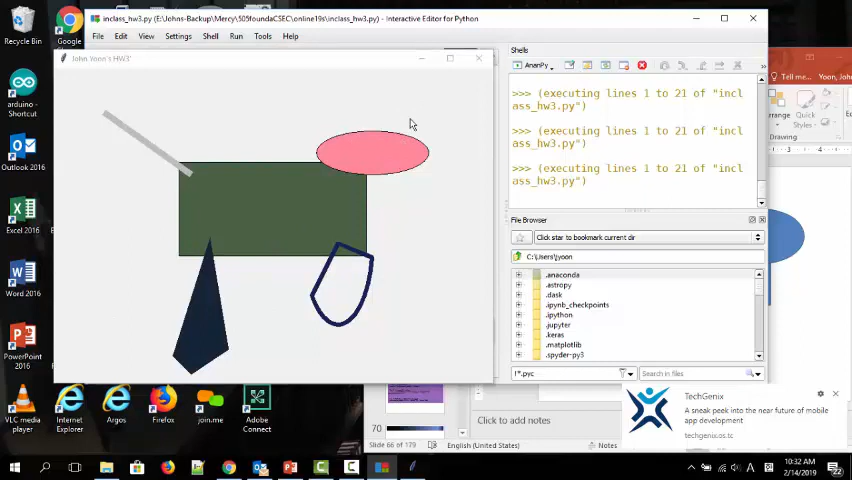 inclass_hw3.py (E:\Johns-Backup\Mercy\505foundaCSEC\online19s\inclass_hw3.py) - Interactive Editor for Python
File Edit View Settings Shell Run Tools Help
John Yoon's HW3'
Shells
AnanPy
>>> (executing lines 1 to 21 of "incl
ass_hw3.py")
>>> (executing lines 1 to 21 of "incl
ass_hw3.py")
>>> (executing lines 1 to 21 of "incl
ass_hw3.py")
File Browser
Click star to bookmark current dir
C:\Users\jyoon
.anaconda
.astropy
.dask
.ipynb_checkpoints
.ipython
.jupyter
.keras
.matplotlib
.spyder-py3
!*.pyc
Search in files
Recycle Bin
Google
arduino -
Shortcut
Outlook 2016
Excel 2016
Word 2016
PowerPoint
2016
VLC media
player
Internet
Explorer
Argos
Firefox
join.me
Adobe
Connect
Tell me...
Yoon, John
Shapes
Arrange
Drawing
70
Click to add notes
Slide 66 of 179
English (United States)
Notes
TechGenix
A sneak peek into the near future of mobile
app development
techgenix.us.tc
10:32 AM
2/14/2019
22